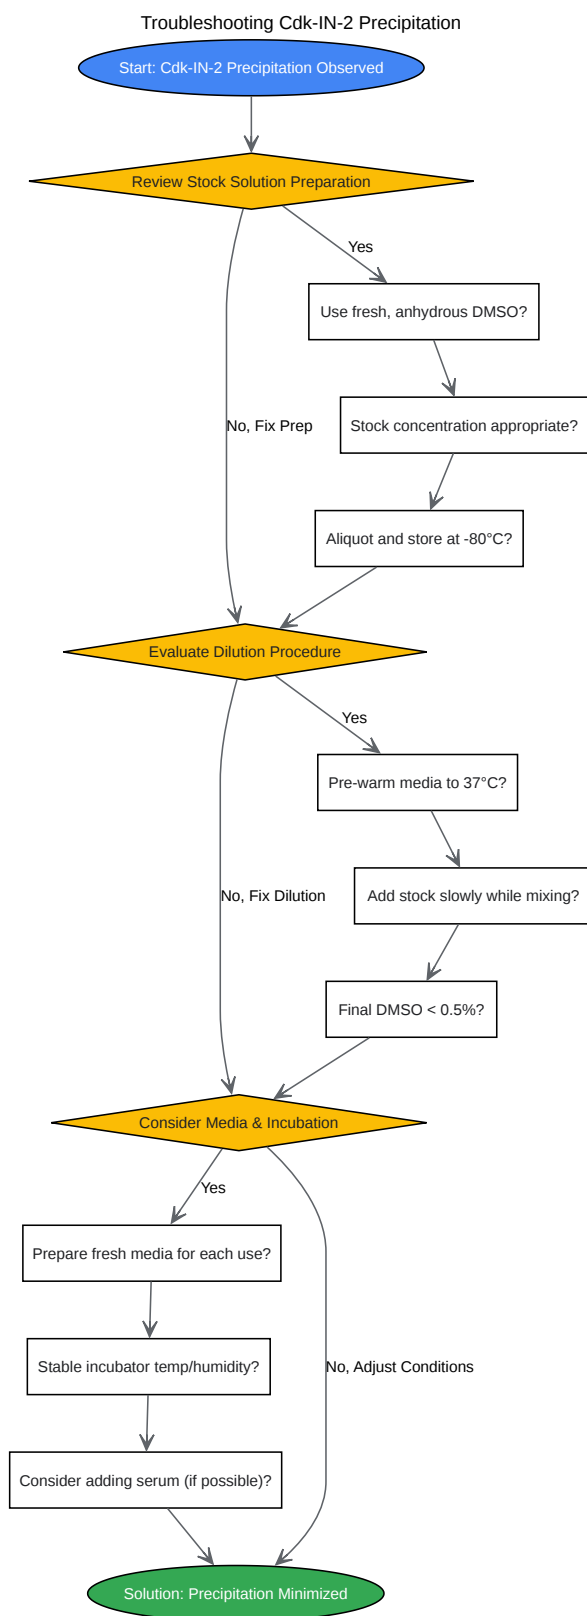 Troubleshooting Cdk-IN-2 Precipitation
Start: Cdk-IN-2 Precipitation Observed
Review Stock Solution Preparation
Yes
Use fresh, anhydrous DMSO?
No, Fix Prep
Stock concentration appropriate?
Aliquot and store at -80°C?
Evaluate Dilution Procedure
Yes
Pre-warm media to 37°C?
No, Fix Dilution
Add stock slowly while mixing?
Final DMSO < 0.5%?
Consider Media & Incubation
Yes
Prepare fresh media for each use?
Stable incubator temp/humidity?
No, Adjust Conditions
Consider adding serum (if possible)?
Solution: Precipitation Minimized